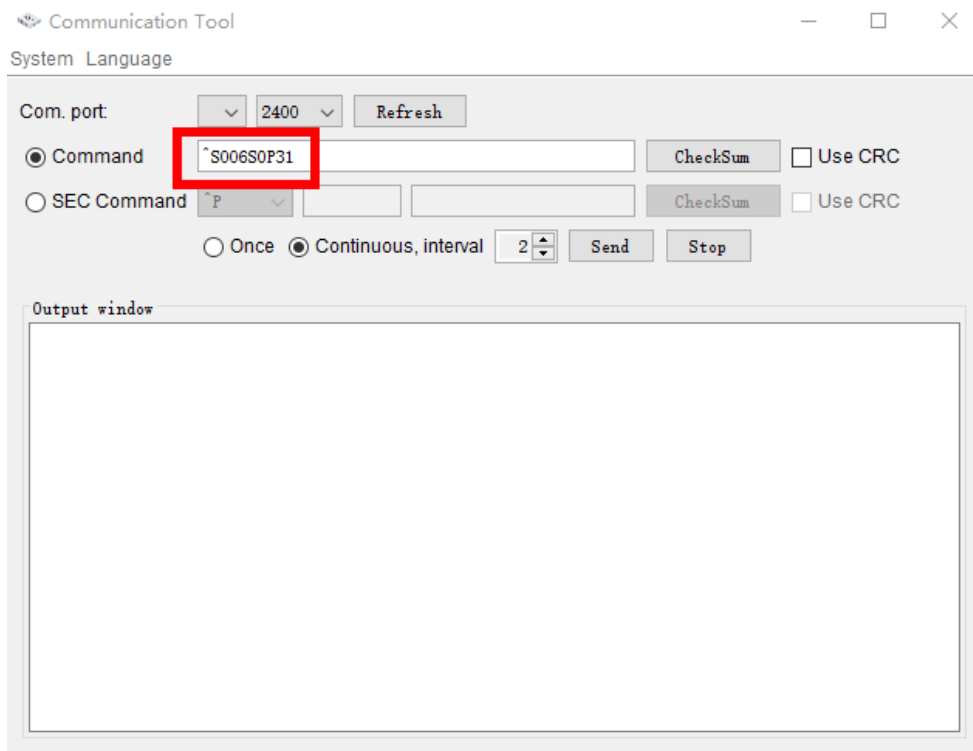 Communication Tool
System Language
Com. port: 2400 Refresh
Command ^S006S0P31 CheckSum Use CRC
SEC Command ^P CheckSum Use CRC
Once Continuous, interval 2 Send Stop
Output window